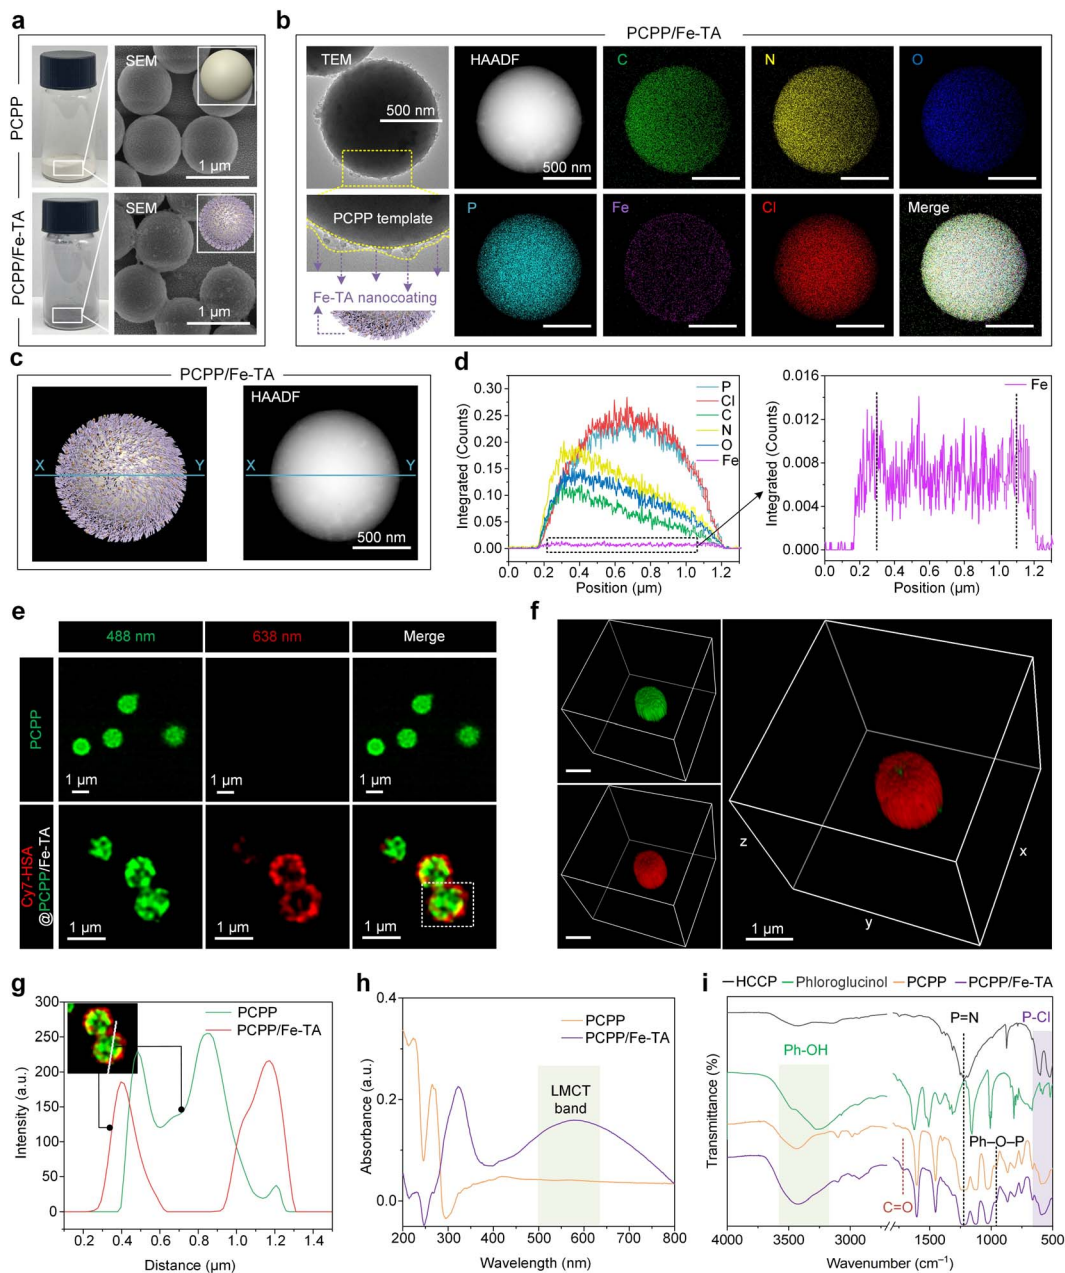 a
PCPP
SEM
1 µm
PCPP/Fe-TA
SEM
1 µm
b
PCPP/Fe-TA
TEM
500 nm
HAADF
500 nm
C
N
O
PCPP template
Fe-TA nanocoating
P
Fe
Cl
Merge
c
PCPP/Fe-TA
X
Y
HAADF
X
Y
500 nm
d
Integrated (Counts)
0.30
0.25
0.20
0.15
0.10
0.05
0.00
P
Cl
C
N
O
Fe
0.0 0.2 0.4 0.6 0.8 1.0 1.2
Position (µm)
Integrated (Counts)
0.016
0.012
0.008
0.004
0.000
Fe
0.0 0.2 0.4 0.6 0.8 1.0 1.2
Position (µm)
e
488 nm
638 nm
Merge
PCPP
1 µm
1 µm
1 µm
Cy7-HSA
@PCPP/Fe-TA
1 µm
1 µm
1 µm
f
z
y
x
1 µm
g
Intensity (a.u.)
300
250
200
150
100
50
0
PCPP
PCPP/Fe-TA
0.2 0.4 0.6 0.8 1.0 1.2 1.4
Distance (µm)
h
Absorbance (a.u.)
0.4
0.2
0.0
PCPP
PCPP/Fe-TA
LMCT
band
200 300 400 500 600 700 800
Wavelength (nm)
i
HCCP Phloroglucinol PCPP PCPP/Fe-TA
P=N
P-Cl
Ph-OH
Ph–O–P
C=O
Transmittance (%)
4000 3500 3000 1500 1000 500
Wavenumber (cm⁻¹)